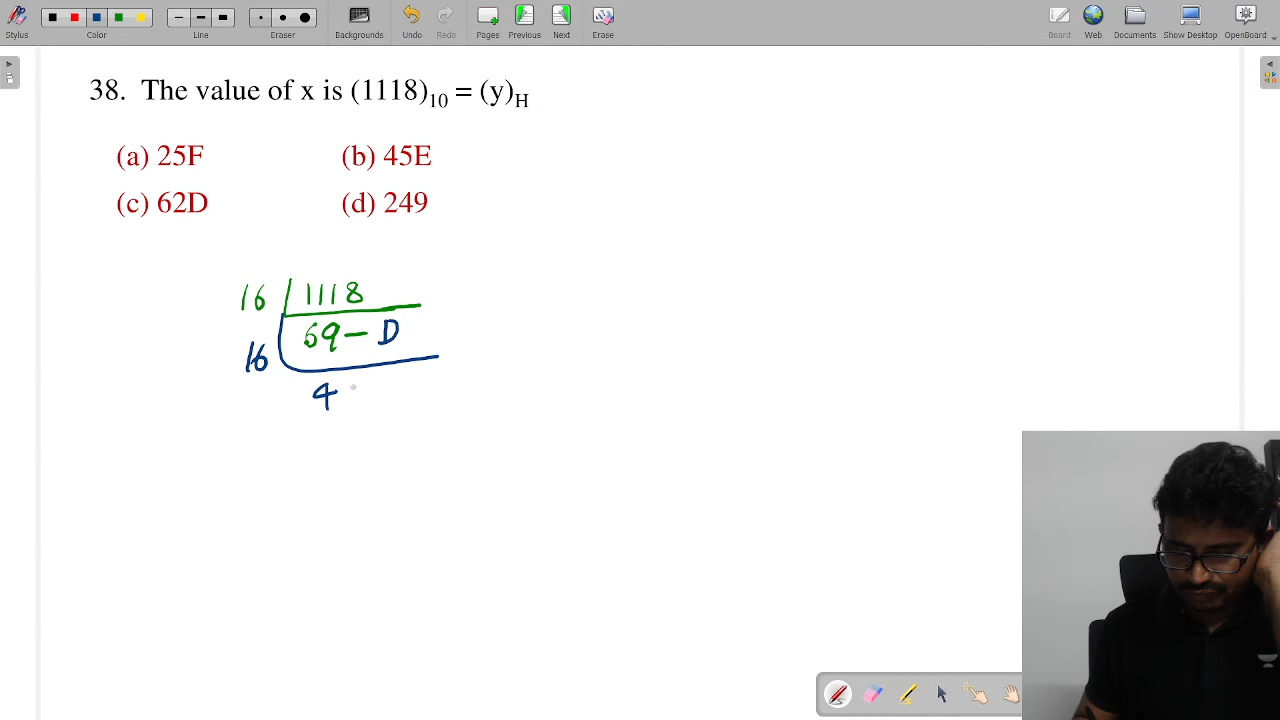 Stylus Color Line Eraser Backgrounds Undo Redo Pages Previous Next Erase Board Web Documents Show Desktop OpenBoard
38. The value of x is (1118)₁₀ = (y)H
(a) 25F (b) 45E
(c) 62D (d) 249
16 1118
16 69 - D
4